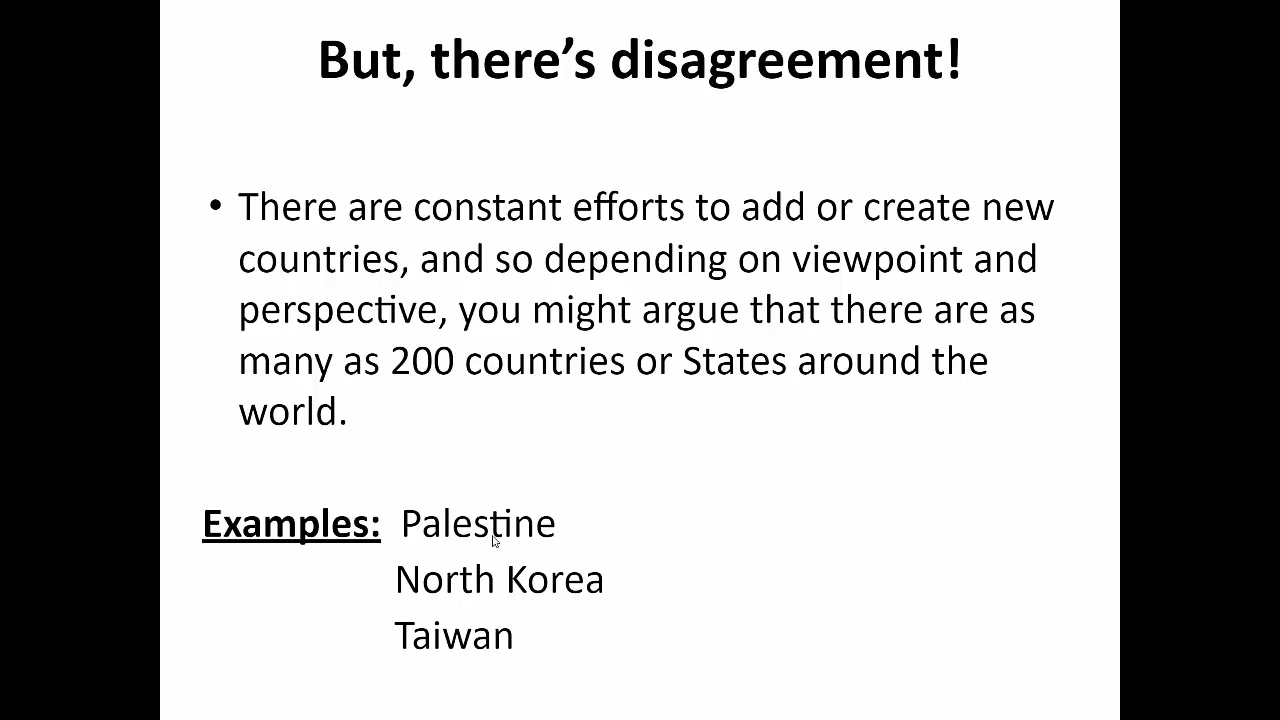 But, there’s disagreement!
• There are constant efforts to add or create new
countries, and so depending on viewpoint and
perspective, you might argue that there are as
many as 200 countries or States around the
world.
Examples: Palestine
North Korea
Taiwan